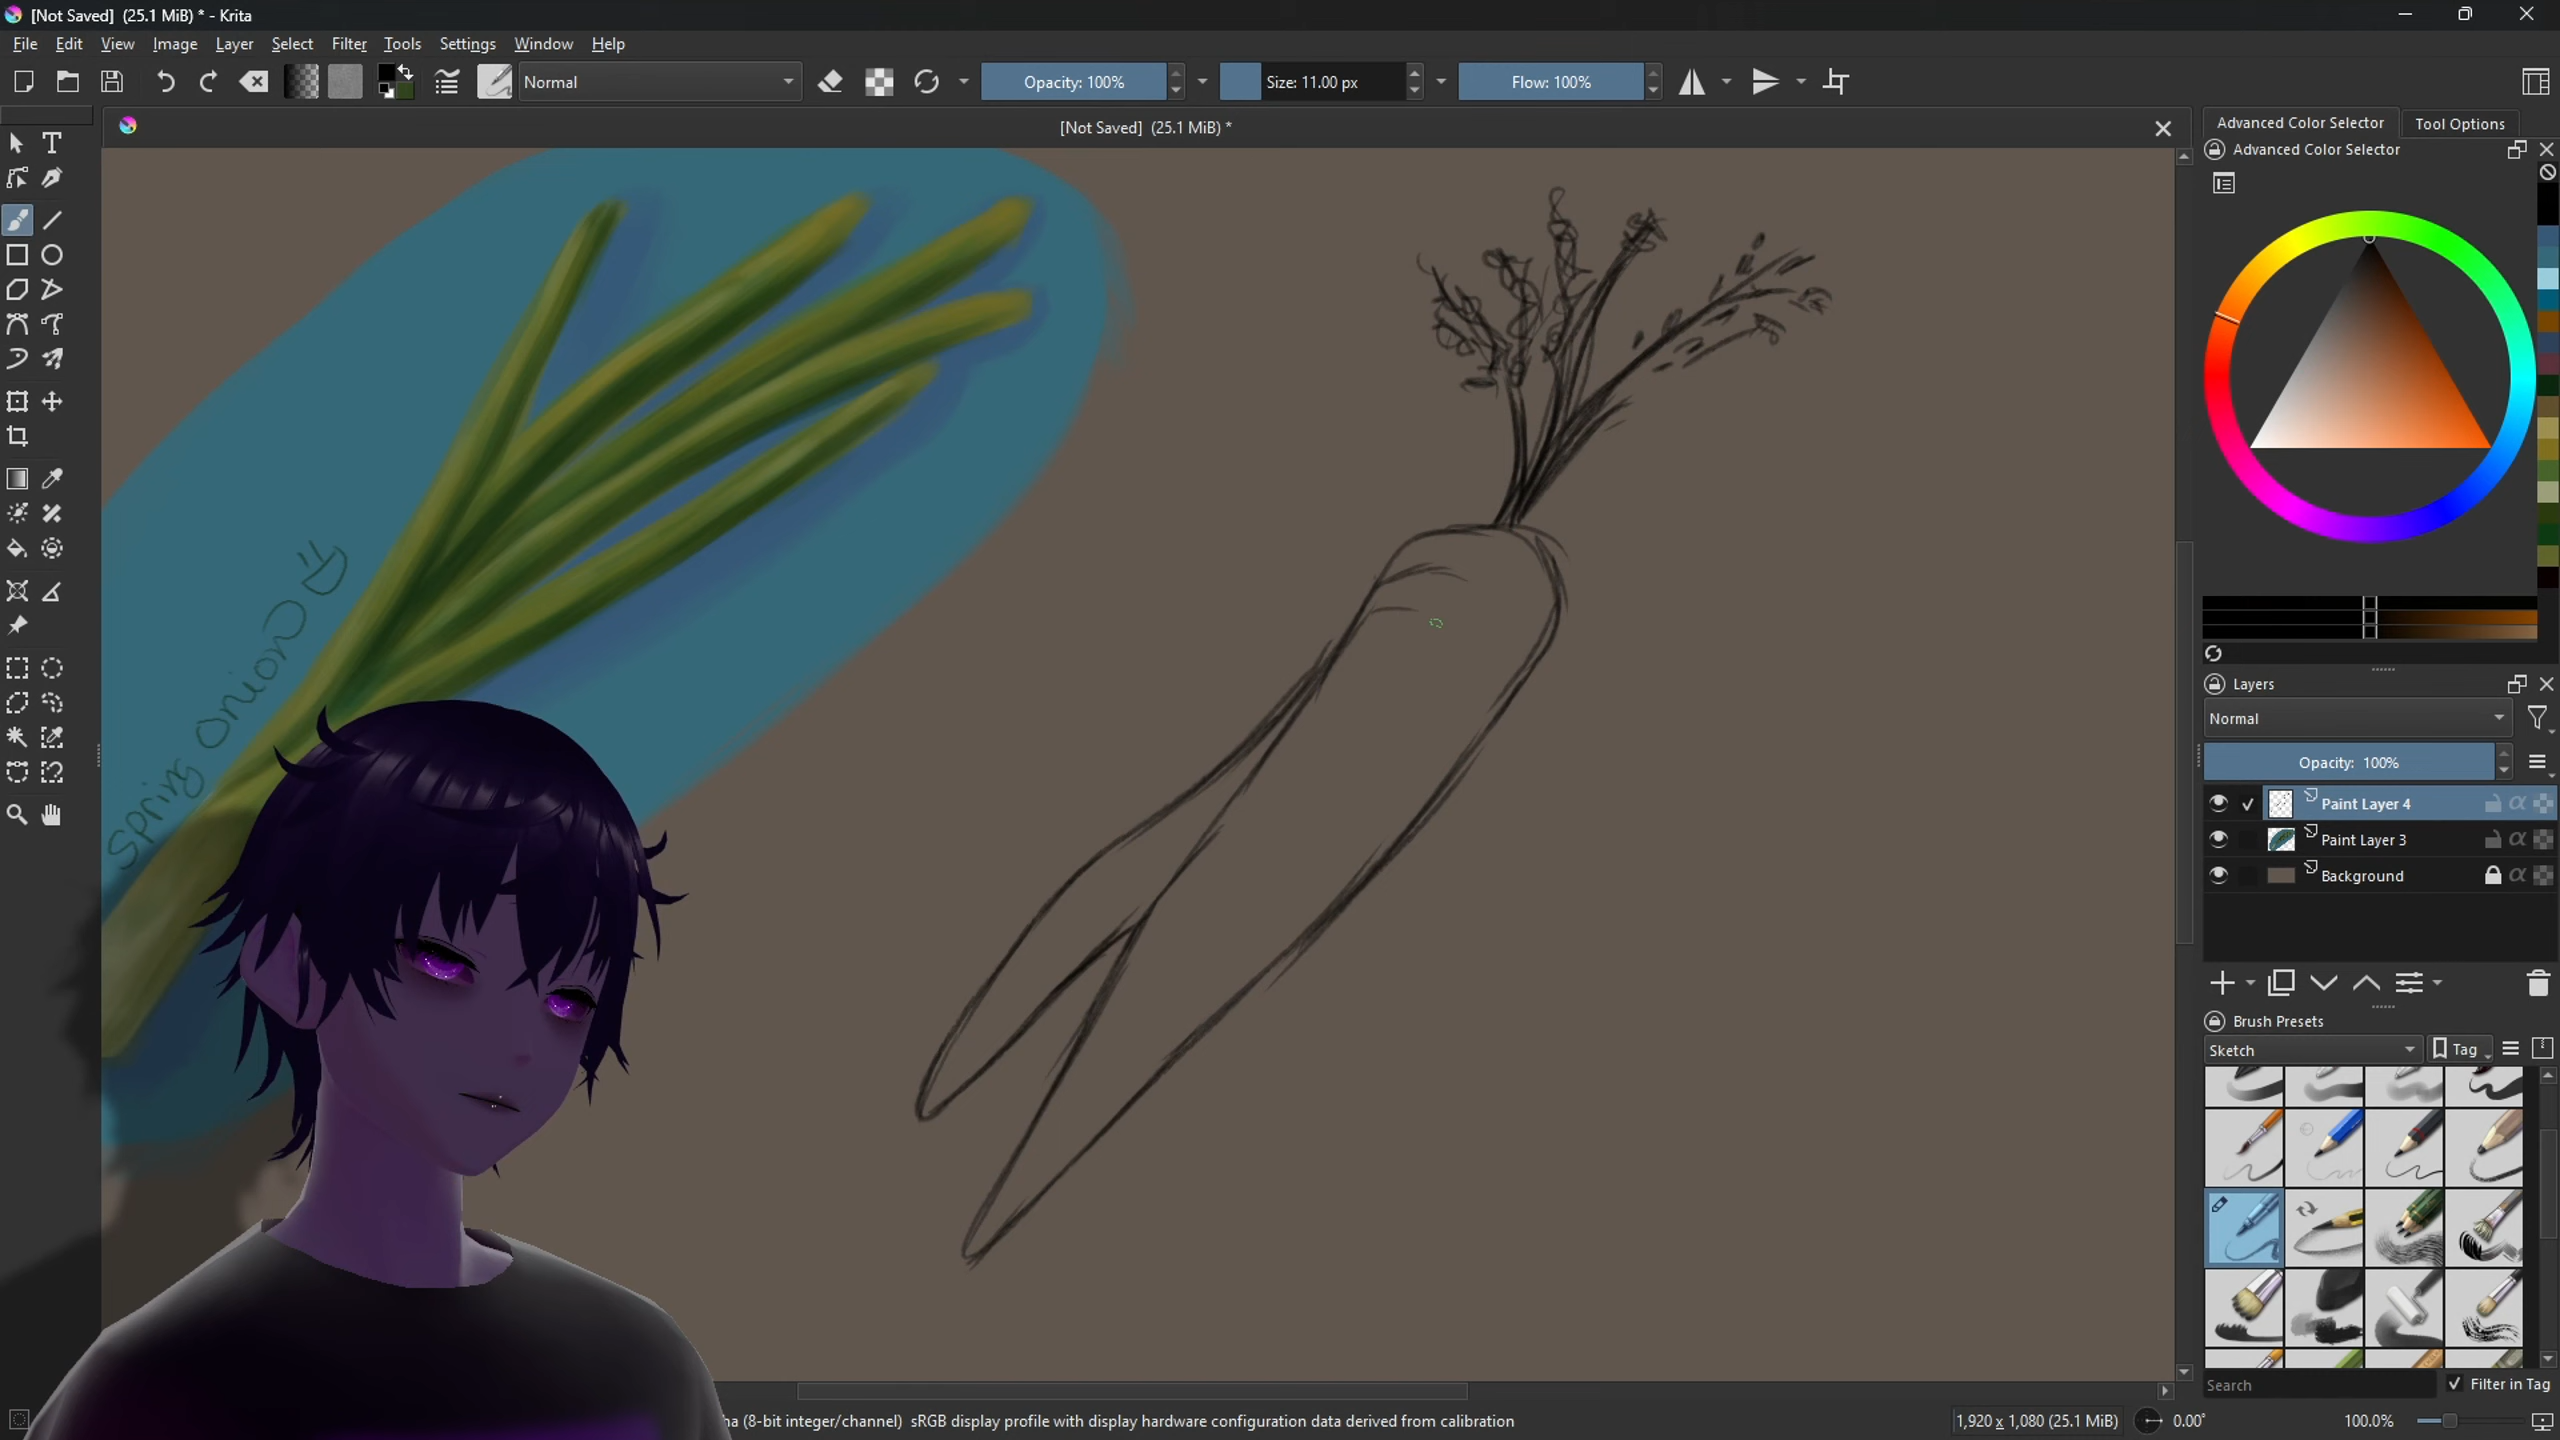 [Not Saved] (25.1 MiB) * - Krita
File Edit View Image Layer Select Filter Tools Settings Window Help
Normal Opacity: 100% Size: 11.00 px Flow: 100%
[Not Saved] (25.1 MiB) *
Advanced Color Selector Tool Options
Advanced Color Selector
spring onion
Layers
Normal
Opacity: 100%
Paint Layer 4
Paint Layer 3
Background
Brush Presets
Sketch Tag
Search Filter in Tag
(8-bit integer/channel) sRGB display profile with display hardware configuration data derived from calibration
1,920 x 1,080 (25.1 MiB) 0.00° 100.0%